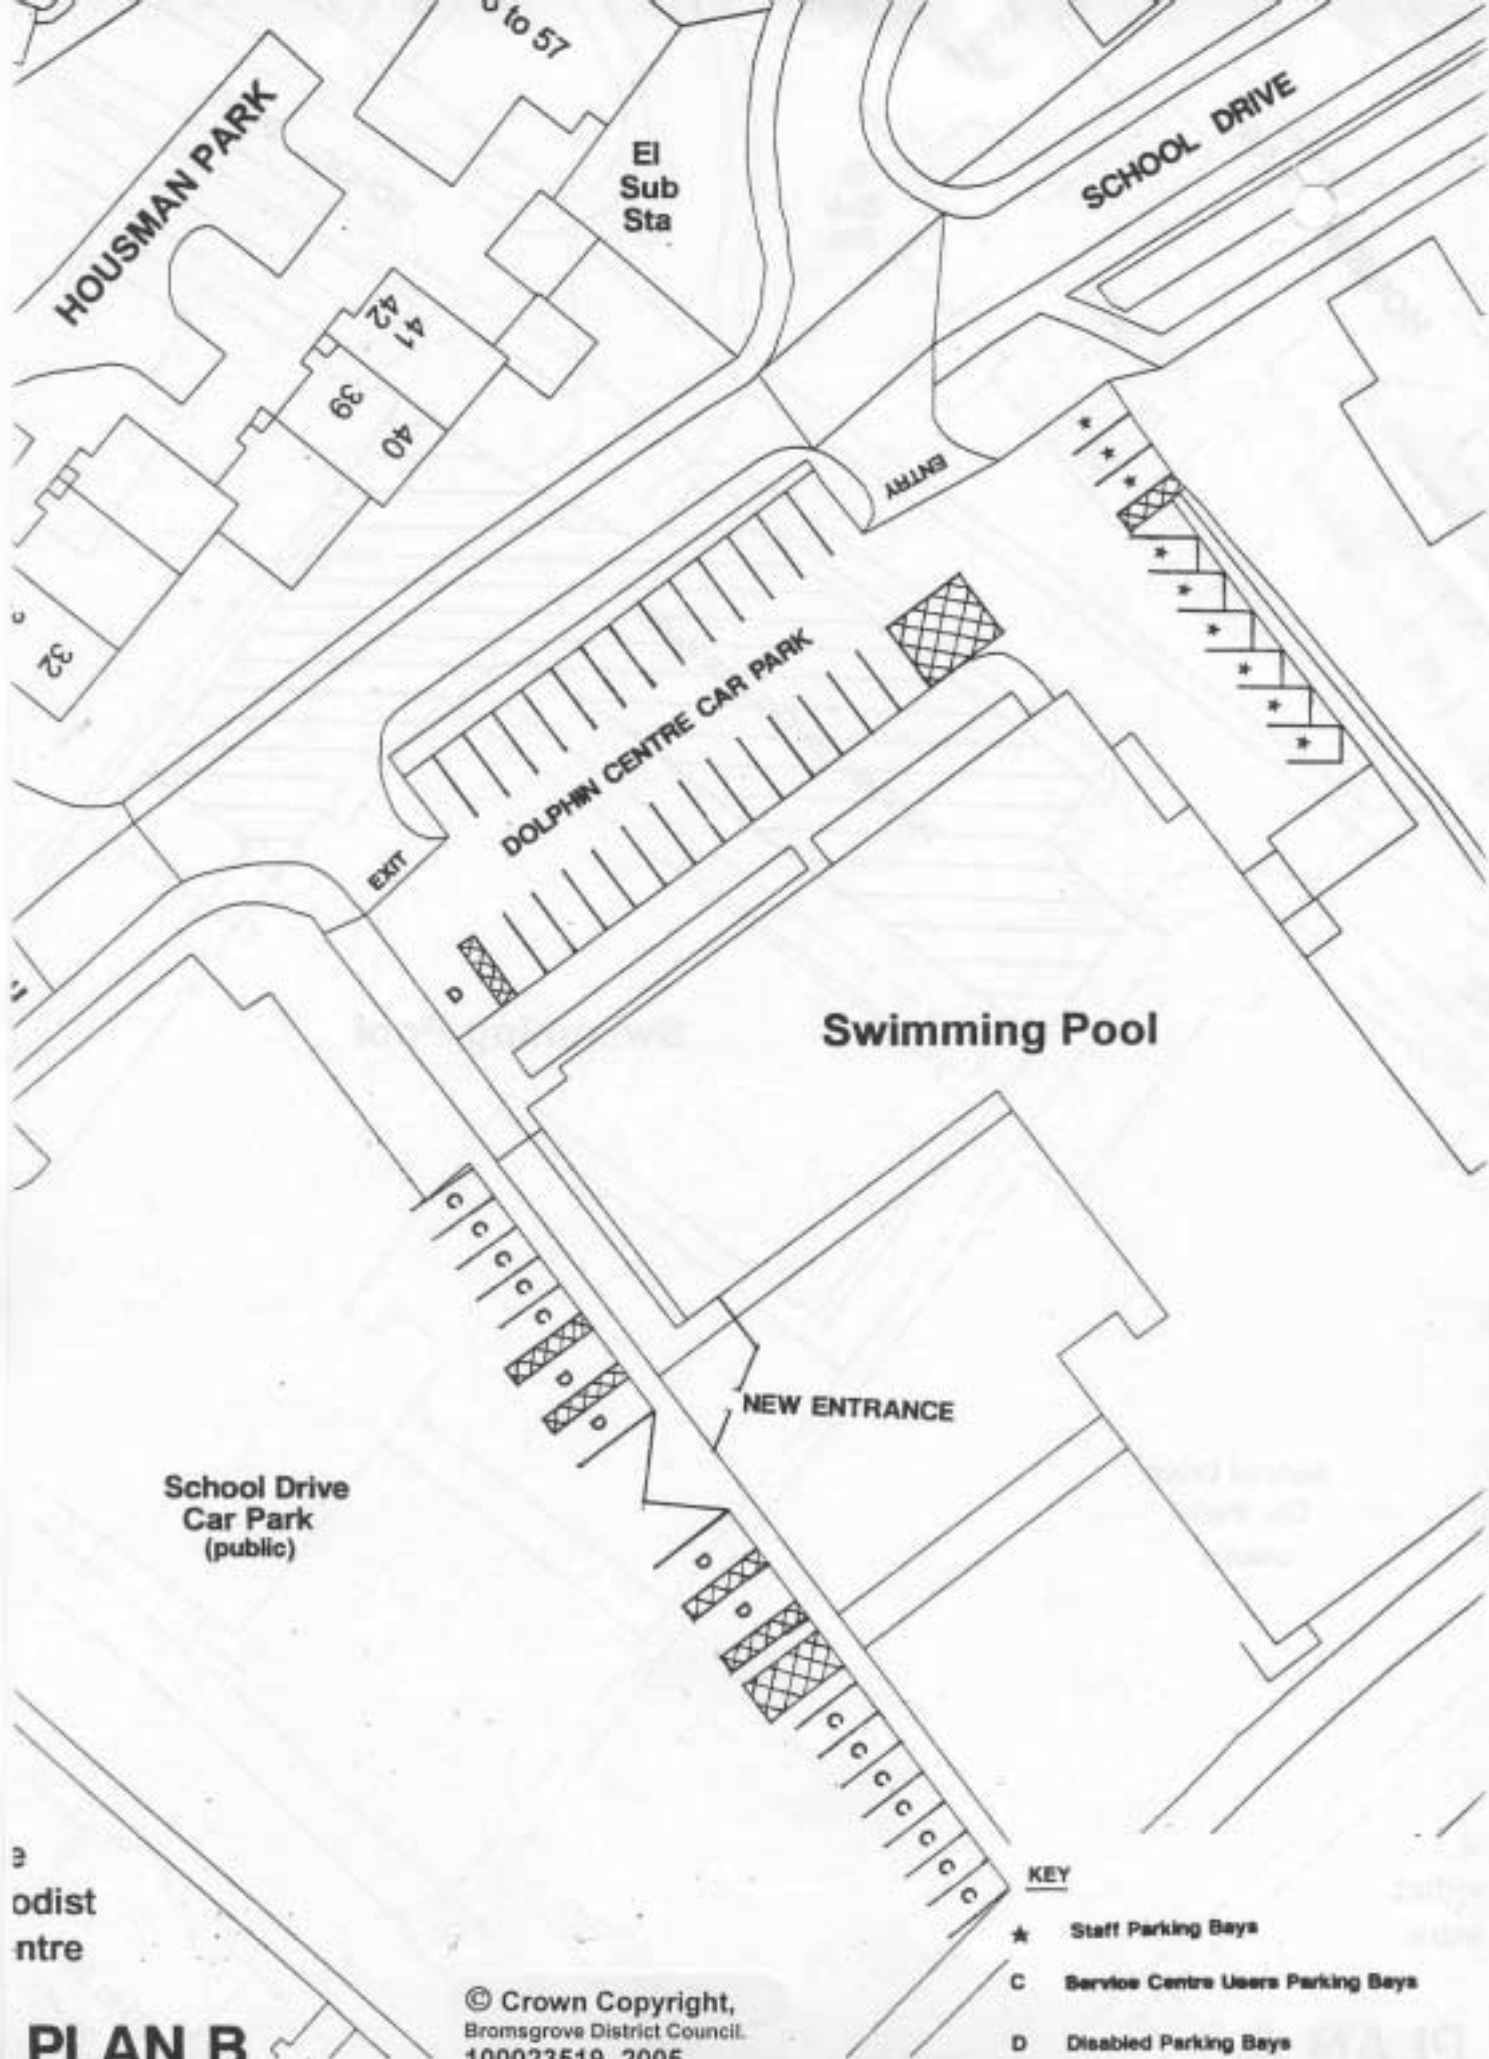 to 57
HOUSMAN PARK
El
Sub
Sta
SCHOOL DRIVE
42
41
39
40
32
ENTRY
DOLPHIN CENTRE CAR PARK
EXIT
D
Swimming Pool
C
C
C
C
C
D
D
NEW ENTRANCE
School Drive
Car Park
(public)
D
D
C
C
C
C
C
C
C
odist
ntre
PLAN B
© Crown Copyright,
Bromsgrove District Council.
100023519 2005
KEY
★ Staff Parking Bays
C Service Centre Users Parking Bays
D Disabled Parking Bays